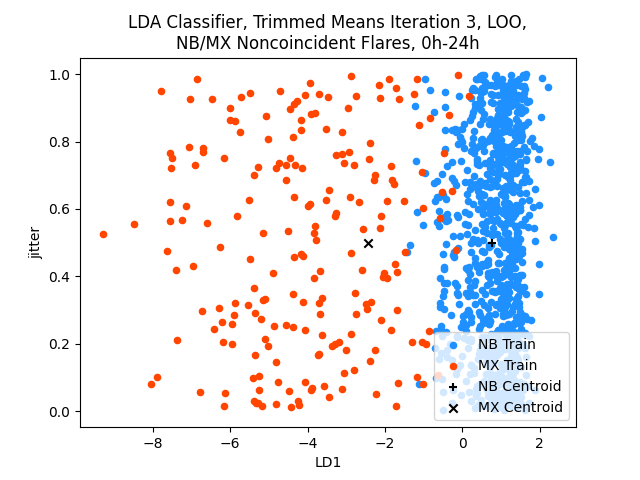 LDA Classifier, Trimmed Means Iteration 3, LOO,
NB/MX Noncoincident Flares, 0h-24h
1.0
0.8
0.6
0.4
0.2
0.0
jitter
NB Train
MX Train
NB Centroid
MX Centroid
−8 −6 −4 −2 0 2
LD1